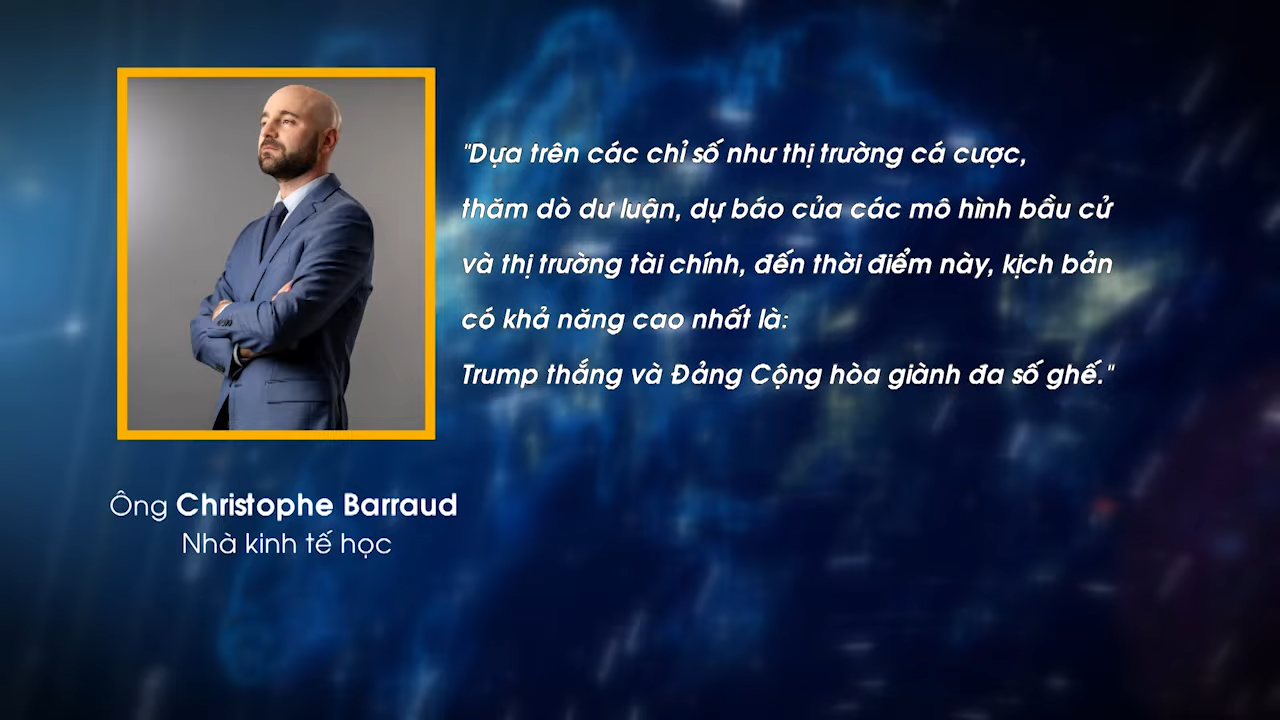 "Dựa trên các chỉ số như thị trường cá cược,
thăm dò dư luận, dự báo của các mô hình bầu cử
và thị trường tài chính, đến thời điểm này, kịch bản
có khả năng cao nhất là:
Trump thắng và Đảng Cộng hòa giành đa số ghế."
Ông Christophe Barraud
Nhà kinh tế học